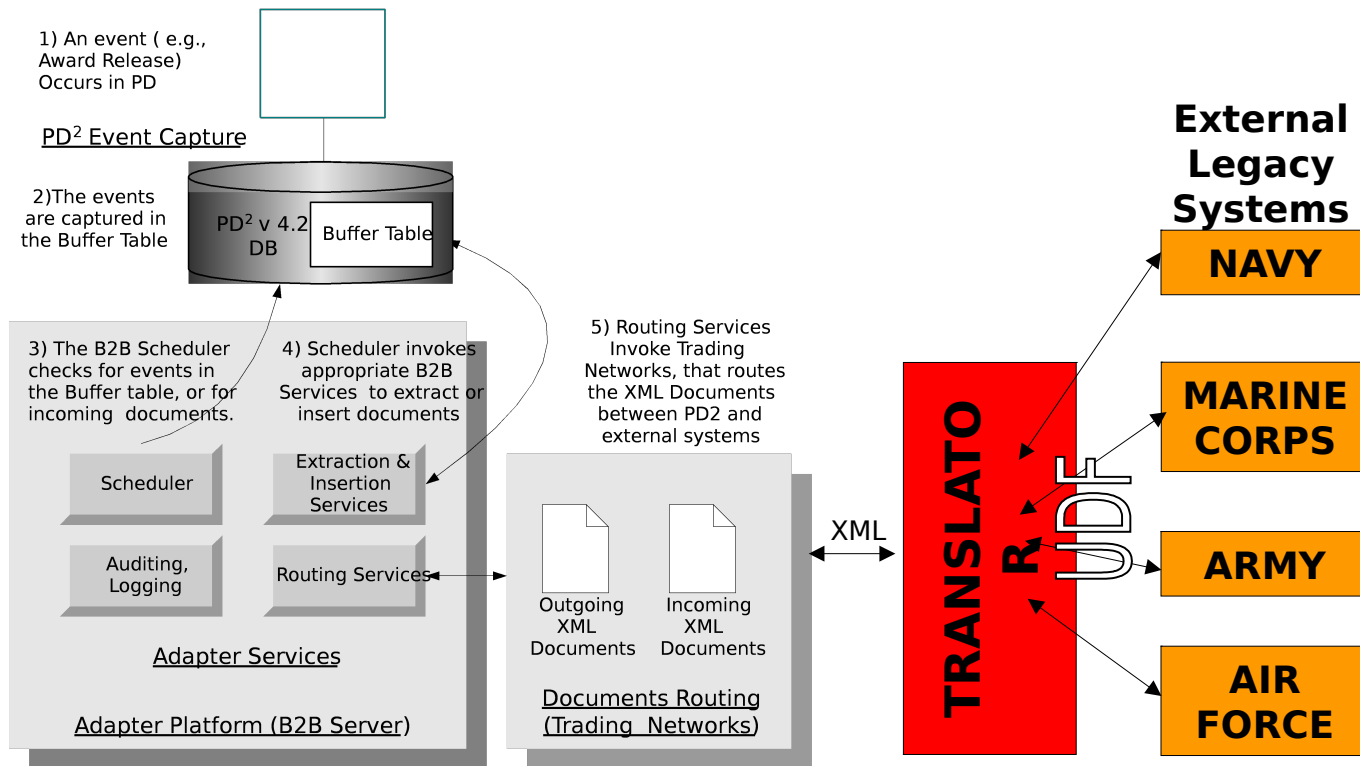 1) An event ( e.g.,
Award Release)
Occurs in PD
PD² Event Capture
2)The events
are captured in
the Buffer Table
PD² v 4.2
DB
Buffer Table
3) The B2B Scheduler
checks for events in
the Buffer table, or for
incoming documents.
4) Scheduler invokes
appropriate B2B
Services to extract or
insert documents
Scheduler
Extraction &
Insertion
Services
Auditing,
Logging
Routing Services
Adapter Services
Adapter Platform (B2B Server)
5) Routing Services
Invoke Trading
Networks, that routes
the XML Documents
between PD2 and
external systems
Outgoing
XML
Documents
Incoming
XML
Documents
Documents Routing
(Trading Networks)
XML
TRANSLATO
R
UDF
External
Legacy
Systems
NAVY
MARINE
CORPS
ARMY
AIR
FORCE